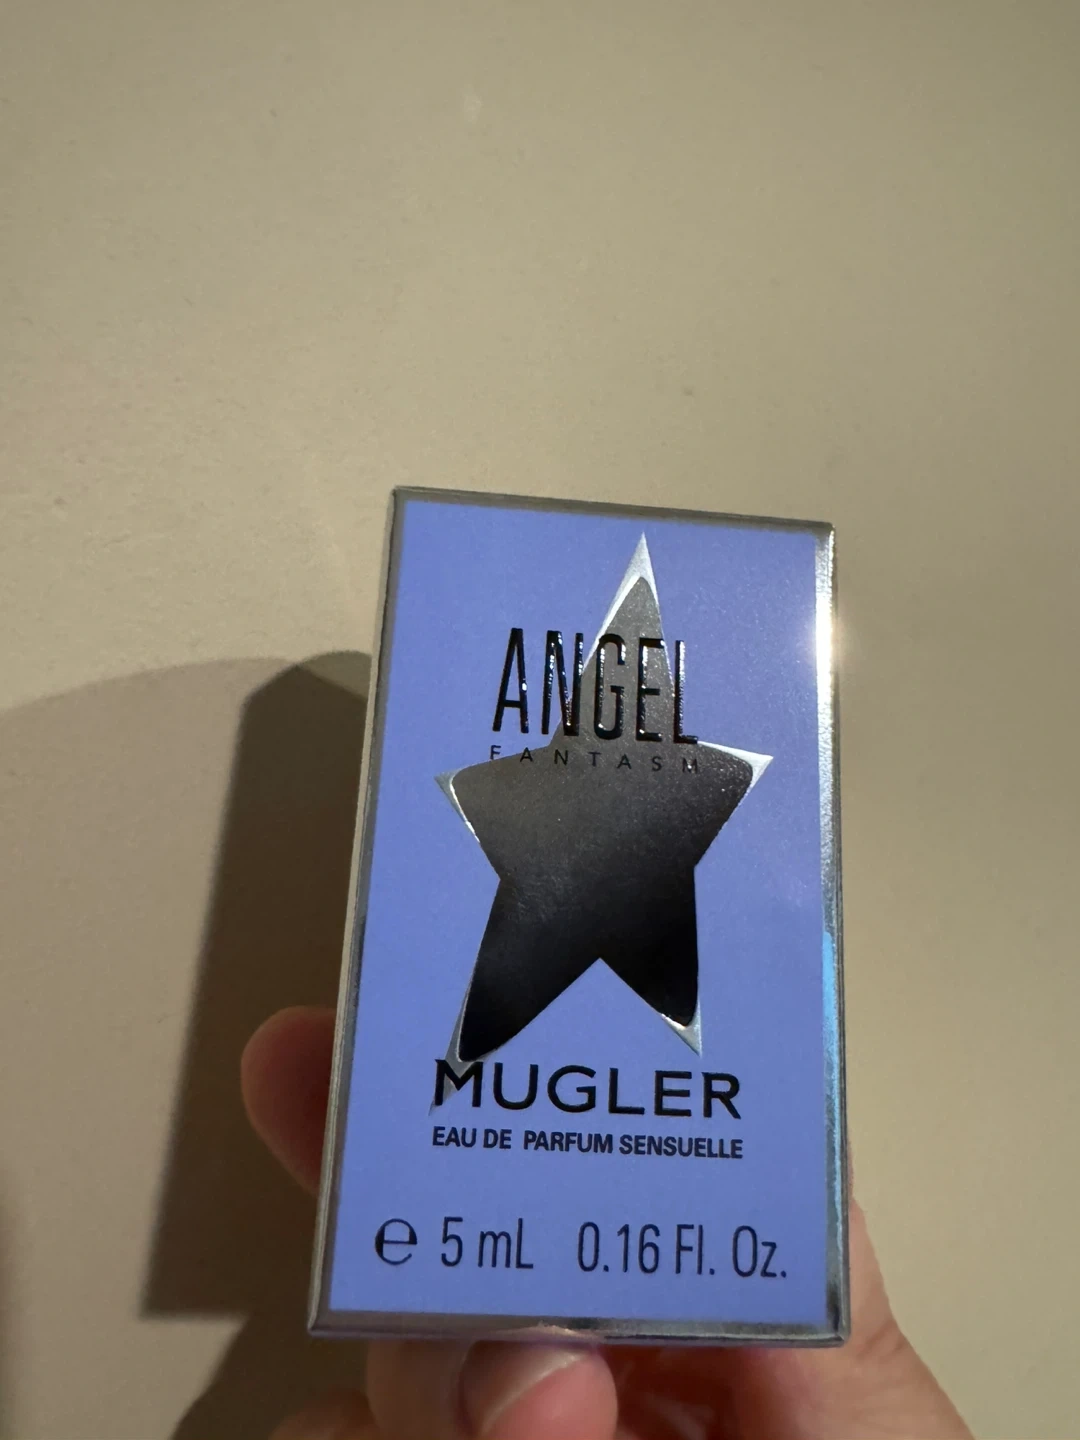 ANGEL
FANTASM
MUGLER
EAU DE PARFUM SENSUELLE
℮ 5 mL 0.16 Fl. Oz.